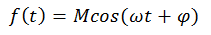 f(t) = Mcos(ωt + φ)